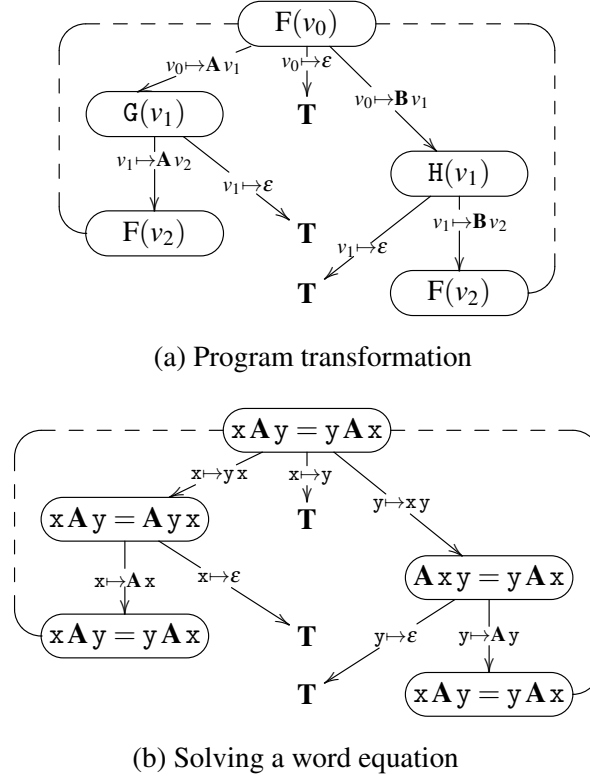 F(v₀)
v₀↦A v₁
v₀↦ε
v₀↦B v₁
G(v₁)
T
v₁↦A v₂
v₁↦ε
H(v₁)
v₁↦ε
v₁↦B v₂
F(v₂)
T
T
F(v₂)
(a) Program transformation
x A y = y A x
x↦y x
x↦y
y↦x y
x A y = A y x
T
x↦A x
x↦ε
A x y = y A x
y↦ε
y↦A y
x A y = y A x
T
T
x A y = y A x
(b) Solving a word equation